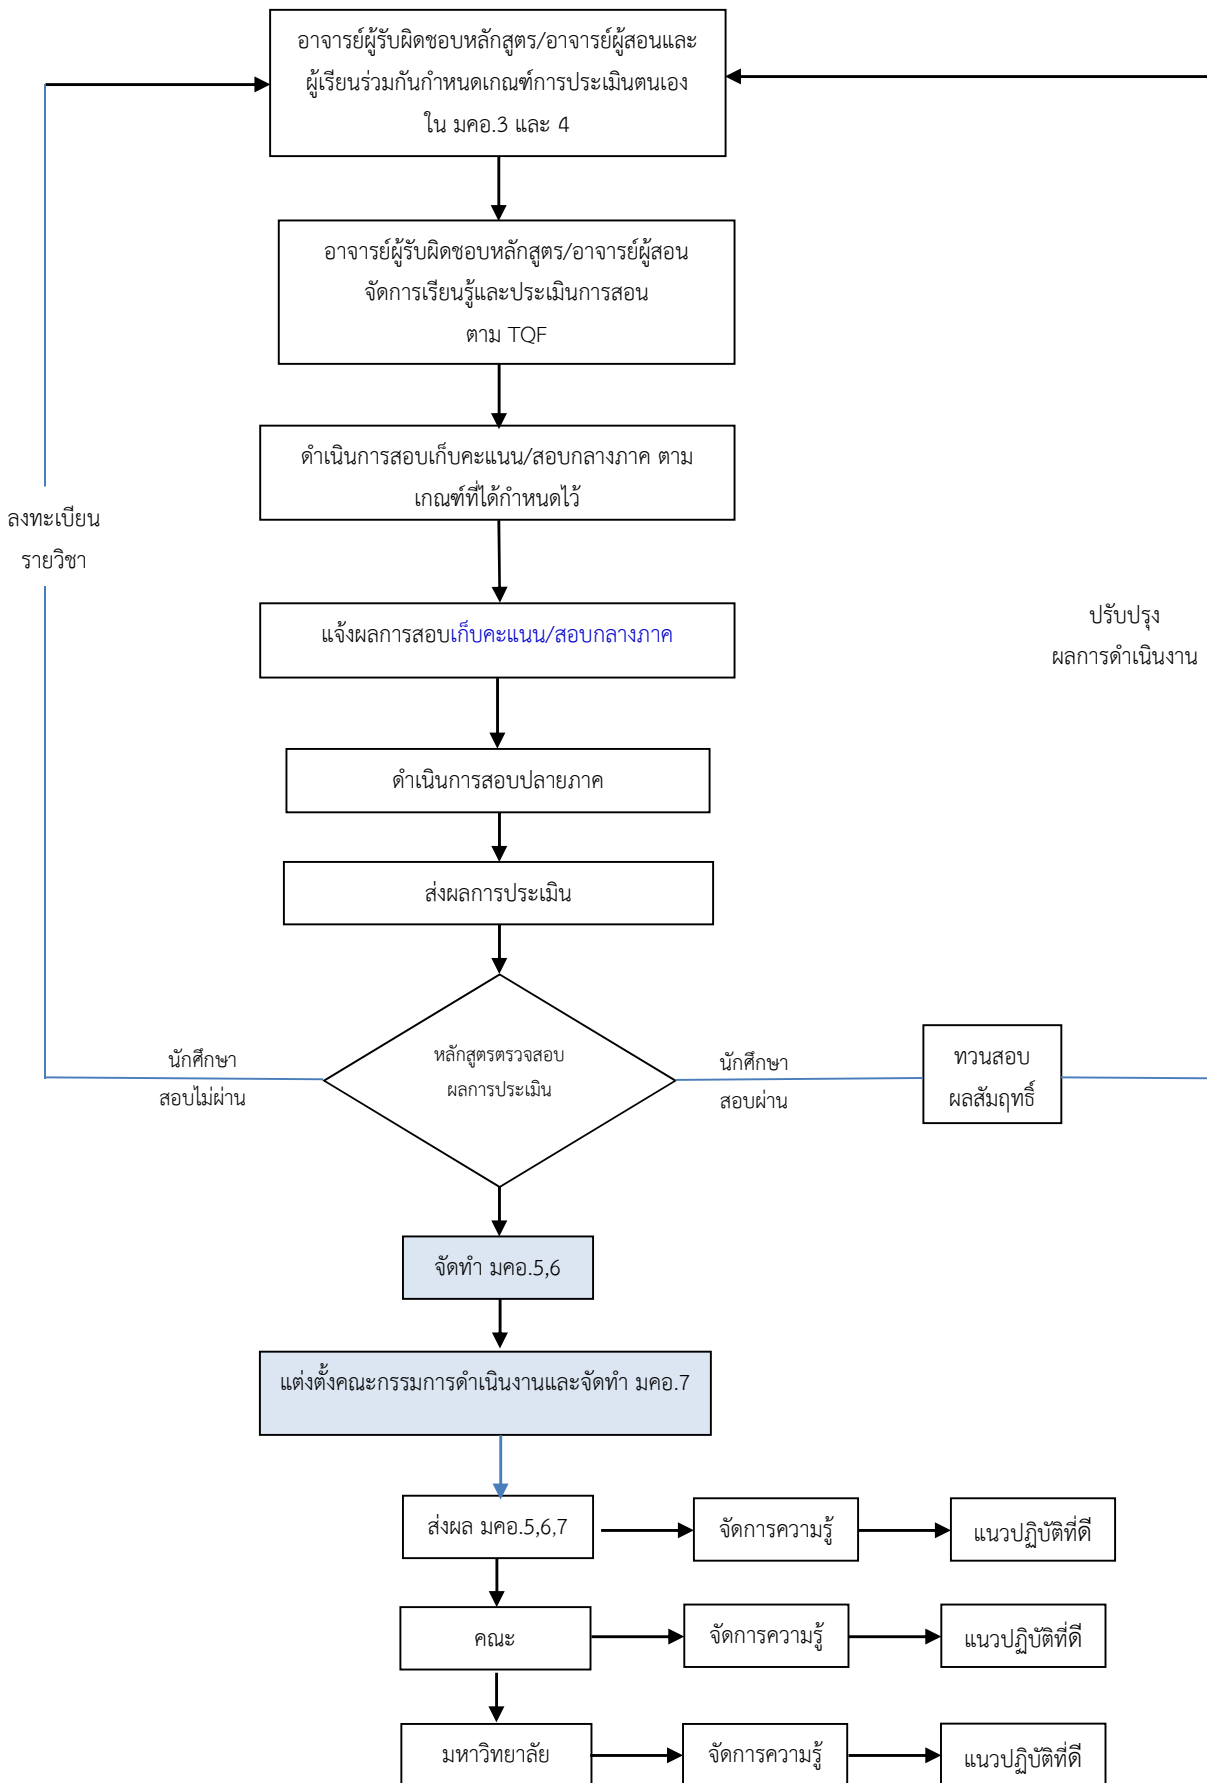 อาจารย์ผู้รับผิดชอบหลักสูตร/อาจารย์ผู้สอนและ
ผู้เรียนร่วมกันกำหนดเกณฑ์การประเมินตนเอง
ใน มคอ.3 และ 4
อาจารย์ผู้รับผิดชอบหลักสูตร/อาจารย์ผู้สอน
จัดการเรียนรู้และประเมินการสอน
ตาม TQF
ดำเนินการสอบเก็บคะแนน/สอบกลางภาค ตาม
เกณฑ์ที่ได้กำหนดไว้
ลงทะเบียน
รายวิชา
แจ้งผลการสอบเก็บคะแนน/สอบกลางภาค
ปรับปรุง
ผลการดำเนินงาน
ดำเนินการสอบปลายภาค
ส่งผลการประเมิน
นักศึกษา
สอบไม่ผ่าน
หลักสูตรตรวจสอบ
ผลการประเมิน
นักศึกษา
สอบผ่าน
ทวนสอบ
ผลสัมฤทธิ์
จัดทำ มคอ.5,6
แต่งตั้งคณะกรรมการดำเนินงานและจัดทำ มคอ.7
ส่งผล มคอ.5,6,7
จัดการความรู้
แนวปฏิบัติที่ดี
คณะ
จัดการความรู้
แนวปฏิบัติที่ดี
มหาวิทยาลัย
จัดการความรู้
แนวปฏิบัติที่ดี